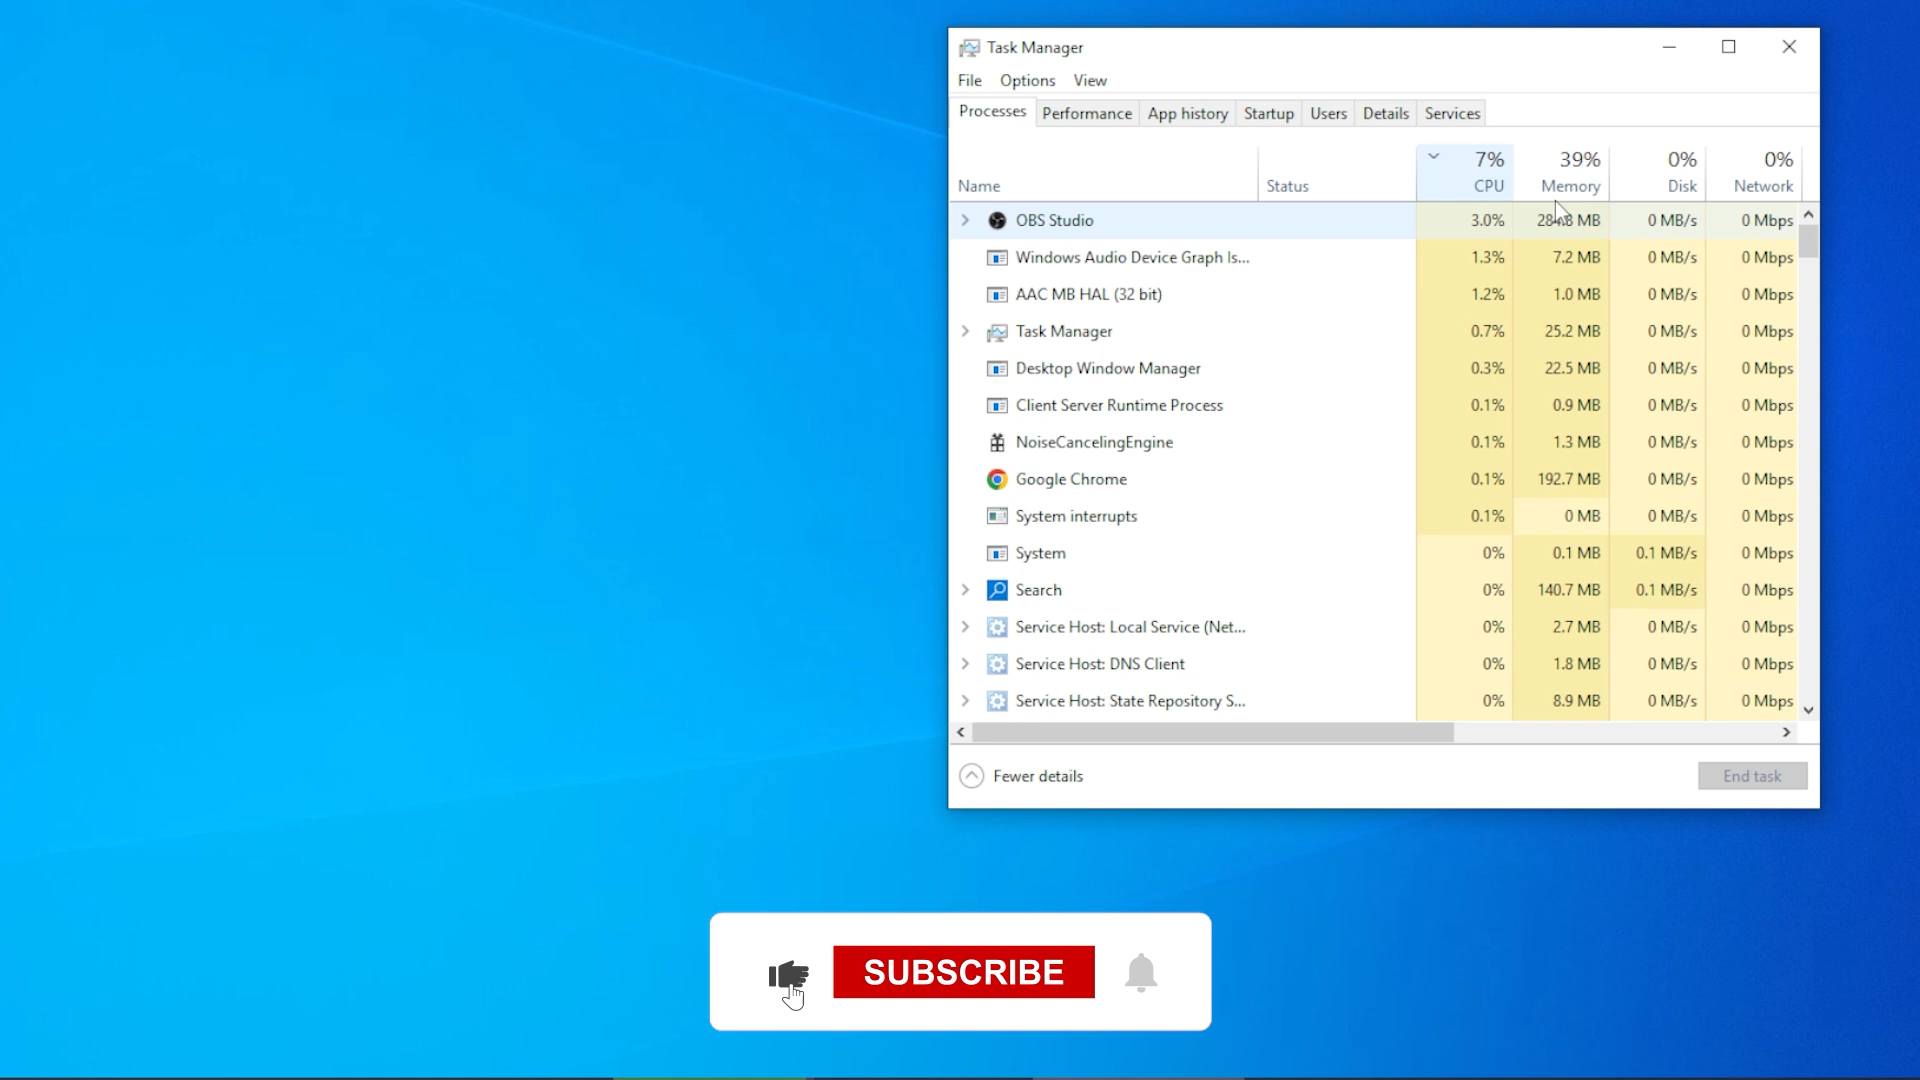 Task Manager
File Options View
Processes Performance App history Startup Users Details Services
7% 39% 0% 0%
Name Status CPU Memory Disk Network
OBS Studio 3.0% MB 0 MB/s 0 Mbps
Windows Audio Device Graph Is... 1.3% 7.2 MB 0 MB/s 0 Mbps
AAC MB HAL (32 bit) 1.2% 1.0 MB 0 MB/s 0 Mbps
Task Manager 0.7% 25.2 MB 0 MB/s 0 Mbps
Desktop Window Manager 0.3% 22.5 MB 0 MB/s 0 Mbps
Client Server Runtime Process 0.1% 0.9 MB 0 MB/s 0 Mbps
NoiseCancelingEngine 0.1% 1.3 MB 0 MB/s 0 Mbps
Google Chrome 0.1% 192.7 MB 0 MB/s 0 Mbps
System interrupts 0.1% 0 MB 0 MB/s 0 Mbps
System 0% 0.1 MB 0.1 MB/s 0 Mbps
Search 0% 140.7 MB 0.1 MB/s 0 Mbps
Service Host: Local Service (Net... 0% 2.7 MB 0 MB/s 0 Mbps
Service Host: DNS Client 0% 1.8 MB 0 MB/s 0 Mbps
Service Host: State Repository S... 0% 8.9 MB 0 MB/s 0 Mbps
Fewer details End task
SUBSCRIBE